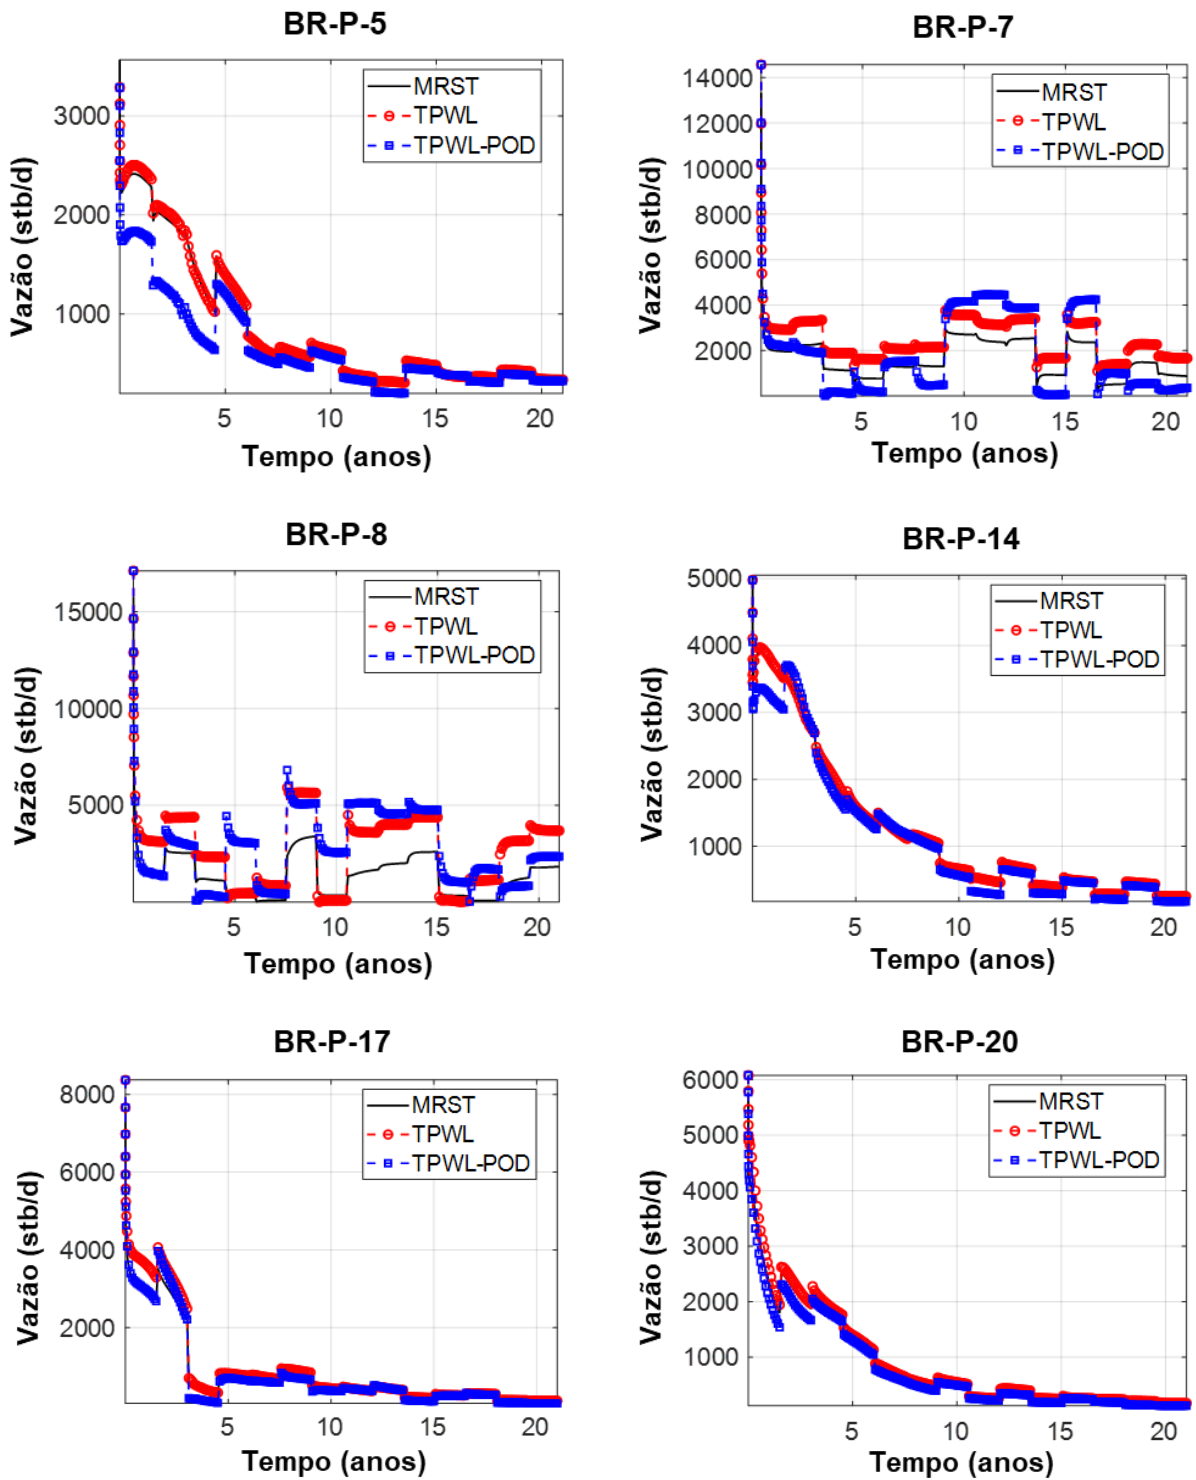 BR-P-5
Vazão (stb/d)
3000
2000
1000
5
10
15
20
Tempo (anos)
MRST
TPWL
TPWL-POD
BR-P-7
Vazão (stb/d)
14000
12000
10000
8000
6000
4000
2000
5
10
15
20
Tempo (anos)
MRST
TPWL
TPWL-POD
BR-P-8
Vazão (stb/d)
15000
10000
5000
5
10
15
20
Tempo (anos)
MRST
TPWL
TPWL-POD
BR-P-14
Vazão (stb/d)
5000
4000
3000
2000
1000
5
10
15
20
Tempo (anos)
MRST
TPWL
TPWL-POD
BR-P-17
Vazão (stb/d)
8000
6000
4000
2000
5
10
15
20
Tempo (anos)
MRST
TPWL
TPWL-POD
BR-P-20
Vazão (stb/d)
6000
5000
4000
3000
2000
1000
5
10
15
20
Tempo (anos)
MRST
TPWL
TPWL-POD